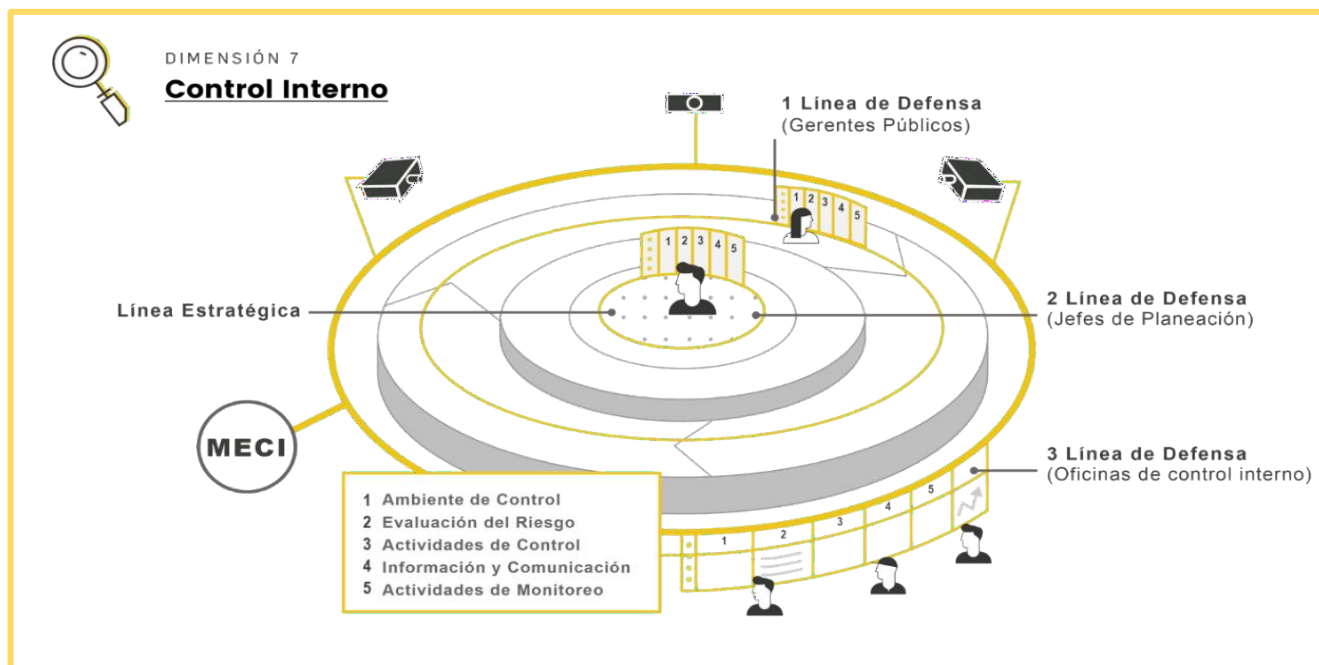 DIMENSIÓN 7
Control Interno
1 Línea de Defensa
(Gerentes Públicos)
1 2 3 4 5
1 2 3 4 5
Línea Estratégica
2 Línea de Defensa
(Jefes de Planeación)
MECI
3 Línea de Defensa
(Oficinas de control interno)
1 Ambiente de Control
2 Evaluación del Riesgo
3 Actividades de Control
4 Información y Comunicación
5 Actividades de Monitoreo
1 2 3 4 5